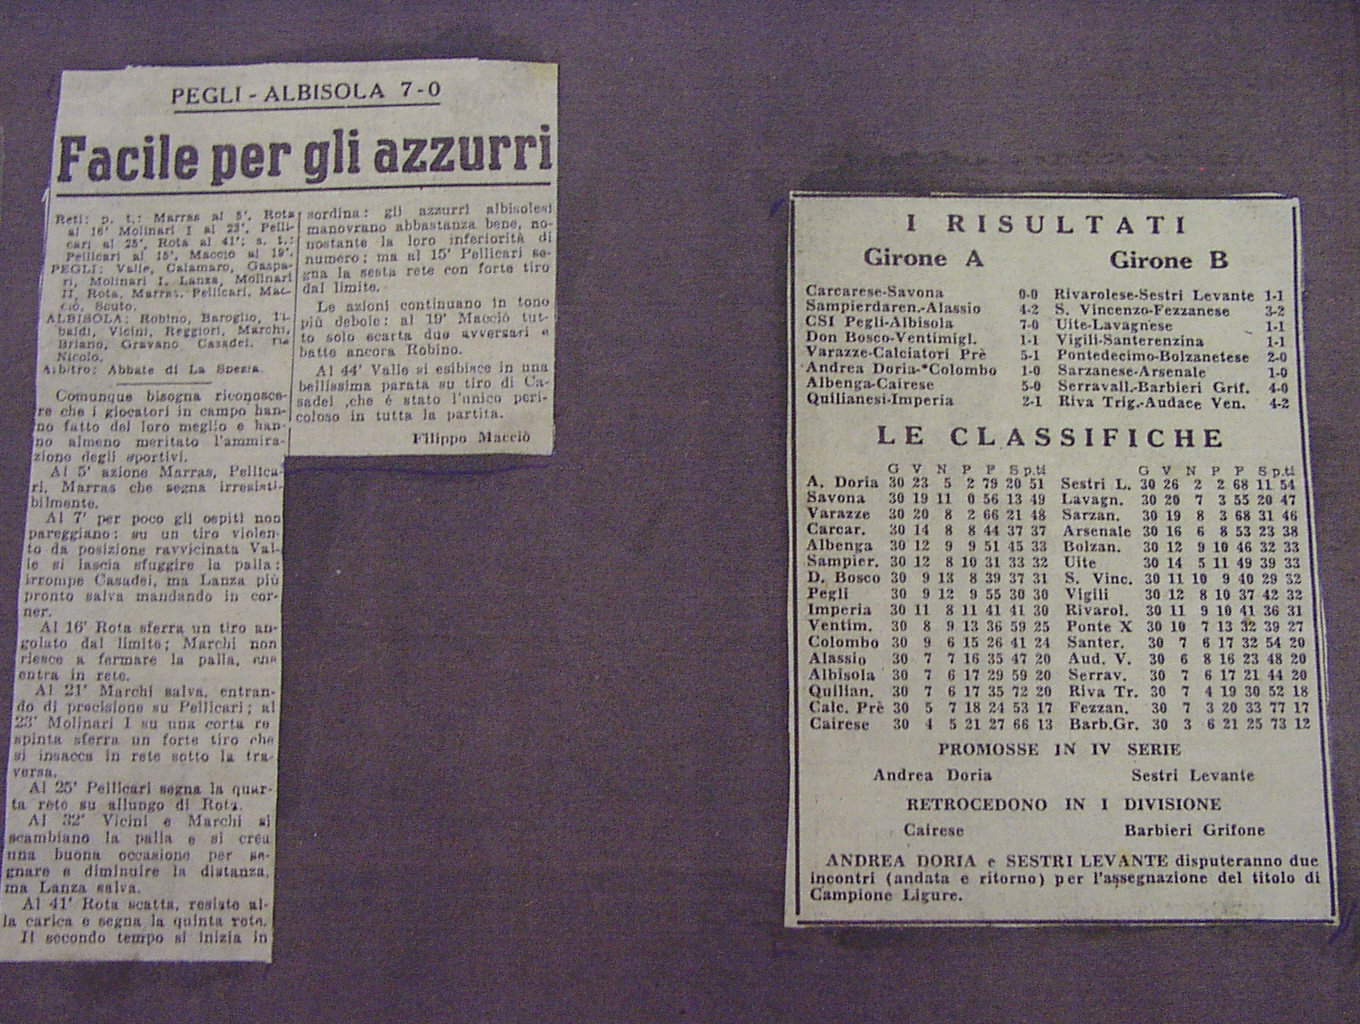 PEGLI - ALBISOLA 7-0
Facile per gli azzurri
Reti: p. t.: Marras al 5', Rota
al 16' Molinari I al 23', Pelli-
cari al 25', Rota al 41'; s. t.:
Pellicari al 15', Macciò al 19'.
PEGLI: Valle, Calamaro, Gaspa-
ri, Molinari I, Lanza, Molinari
II, Rota, Marras, Pellicari, Mac-
ciò, Scuto.
ALBISOLA: Robino, Baroglio, Ti-
baldi, Vicini, Reggiori, Marchi,
Briano, Gravano Casadei,
Nicolo.
Arbitro: Abbate di La Spezia.
Comunque bisogna riconosce-
re che i giocatori in campo han-
no fatto del loro meglio e han-
no almeno meritato l'ammira-
zione degli sportivi.
Al 5' azione Marras, Pellica-
ri, Marras che segna irresisti-
bilmente.
Al 7' per poco gli ospiti non
pareggiano: su un tiro violen-
to da posizione ravvicinata Val-
le si lascia sfuggire la palla:
irrompe Casadei, ma Lanza più
pronto salva mandando in cor-
ner.
Al 16' Rota sferra un tiro an-
golato dal limite; Marchi non
riesce a fermare la palla, che
entra in rete.
Al 21' Marchi salva, entran-
do di precisione su Pellicari; al
23' Molinari I su una corta re
spinta sferra un forte tiro che
si insacca in rete sotto la tra-
versa.
Al 25' Pellicari segna la quar-
ta rete su allungo di Rota.
Al 32' Vicini e Marchi si
scambiano la palla e si crea
una buona occasione per se-
gnare e diminuire la distanza,
ma Lanza salva.
Al 41' Rota scatta, resiste al-
la carica e segna la quinta rete.
Il secondo tempo si inizia in
sordina: gli azzurri albisolesi
manovrano abbastanza bene, no-
nostante la loro inferiorità di
numero; ma al 15' Pellicari se-
gna la sesta rete con forte tiro
dal limite.
Le azioni continuano in tono
più debole: al 19' Macciò tut-
to solo scarta due avversari e
batte ancora Robino.
Al 44' Valle si esibisce in una
bellissima parata su tiro di Ca-
sadei ,che è stato l'unico peri-
coloso in tutta la partita.
Filippo Macciò
I RISULTATI
Girone A
Carcarese-Savona 0-0
Sampierdaren.-Alassio 4-2
CSI Pegli-Albisola 7-0
Don Bosco-Ventimigl. 1-1
Varazze-Calciatori Prè 5-1
Andrea Doria-*Colombo 1-0
Albenga-Cairese 5-0
Quilianesi-Imperia 2-1
Girone B
Rivarolese-Sestri Levante 1-1
S. Vincenzo-Fezzanese 3-2
Uite-Lavagnese 1-1
Vigili-Santerenzina 1-1
Pontedecimo-Bolzanetese 2-0
Sarzanese-Arsenale 1-0
Serravall.-Barbieri Grif. 4-0
Riva Trig.-Audace Ven. 4-2
LE CLASSIFICHE
G V N P F S p.ti
A. Doria 30 23 5 2 79 20 51
Savona 30 19 11 0 56 13 49
Varazze 30 20 8 2 66 21 48
Carcar. 30 14 8 8 44 37 37
Albenga 30 12 9 9 51 45 33
Sampier. 30 12 8 10 31 33 32
D. Bosco 30 9 13 8 39 37 31
Pegli 30 9 12 9 55 30 30
Imperia 30 11 8 11 41 41 30
Ventim. 30 8 9 13 36 59 25
Colombo 30 9 6 15 26 41 24
Alassio 30 7 7 16 35 47 20
Albisola 30 7 6 17 29 59 20
Quilian. 30 7 6 17 35 72 20
Calc. Prè 30 5 7 18 24 53 17
Cairese 30 4 5 21 27 66 13
G V N P F S p.ti
Sestri L. 30 26 2 2 68 11 54
Lavagn. 30 20 7 3 55 20 47
Sarzan. 30 19 8 3 68 31 46
Arsenale 30 16 6 8 53 23 38
Bolzan. 30 12 9 10 46 32 33
Uite 30 14 5 11 49 39 33
S. Vinc. 30 11 10 9 40 29 32
Vigili 30 12 8 10 37 42 32
Rivarol. 30 11 9 10 41 36 31
Ponte X 30 10 7 13 32 39 27
Santer. 30 7 6 17 32 54 20
Aud. V. 30 6 8 16 23 48 20
Serrav. 30 7 6 17 21 44 20
Riva Tr. 30 7 4 19 30 52 18
Fezzan. 30 7 3 20 33 77 17
Barb.Gr. 30 3 6 21 25 73 12
PROMOSSE IN IV SERIE
Andrea Doria Sestri Levante
RETROCEDONO IN I DIVISIONE
Cairese Barbieri Grifone
ANDREA DORIA e SESTRI LEVANTE disputeranno due
incontri (andata e ritorno) per l'assegnazione del titolo di
Campione Ligure.